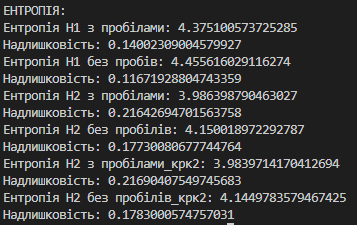 ЕНТРОПІЯ:
Ентропія H1 з пробілами: 4.375100573725285
Надлишковість: 0.14002309004579927
Ентропія H1 без пробів: 4.455616029116274
Надлишковість: 0.11671928804743359
Ентропія H2 з пробілами: 3.986398790463027
Надлишковість: 0.21642694701563758
Ентропія H2 без пробілів: 4.150018972292787
Надлишковість: 0.17730080677744764
Ентропія H2 з пробілами_крк2: 3.9839714170412694
Надлишковість: 0.21690407549745683
Ентропія H2 без пробілів_крк2: 4.1449783579467425
Надлишковість: 0.1783000574757031